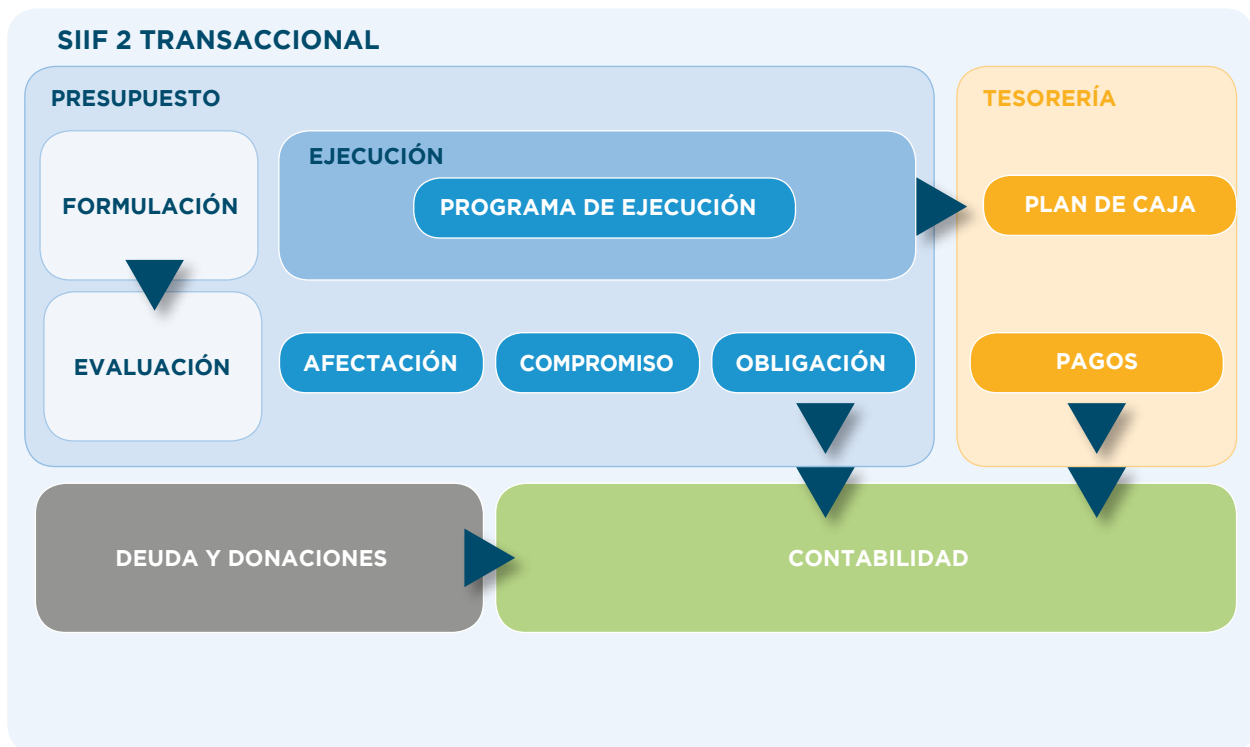 SIIF 2 TRANSACCIONAL
PRESUPUESTO
TESORERÍA
EJECUCIÓN
FORMULACIÓN
PROGRAMA DE EJECUCIÓN
PLAN DE CAJA
EVALUACIÓN
AFECTACIÓN
COMPROMISO
OBLIGACIÓN
PAGOS
DEUDA Y DONACIONES
CONTABILIDAD